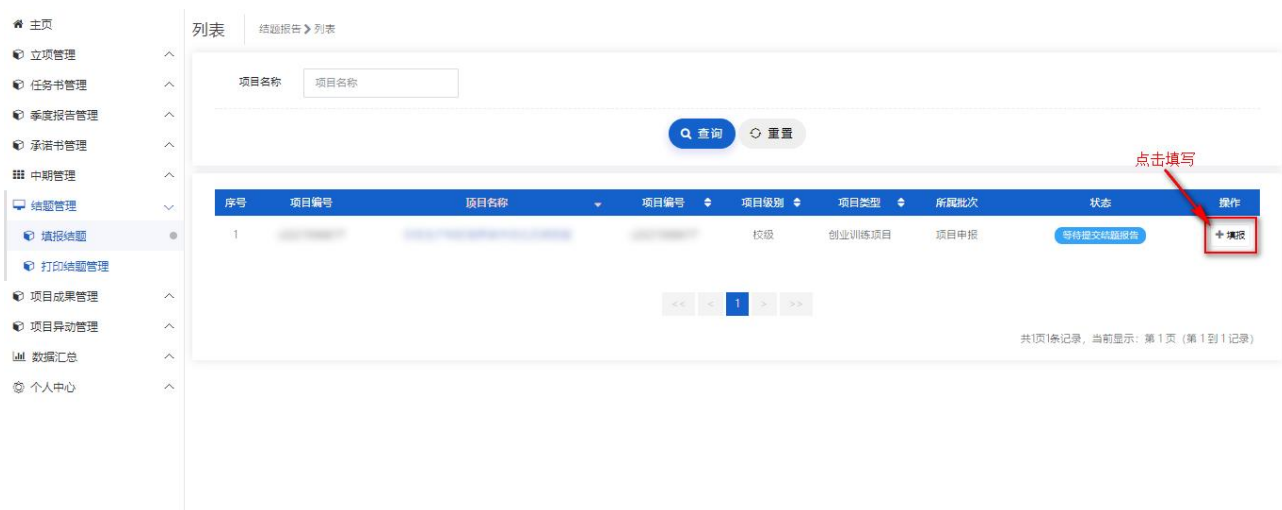 主页
立项管理
任务书管理
季度报告管理
承诺书管理
中期管理
结题管理
填报结题
打印结题管理
项目成果管理
项目异动管理
数据汇总
个人中心
列表 结题报告 列表
项目名称 项目名称
查询 重置
点击填写
序号 项目编号 项目名称 项目编号 项目级别 项目类型 所属批次 状态 操作
1 校级 创业训练项目 项目申报 等待提交结题报告 + 填报
<< < 1 > >>
共1页1条记录，当前显示：第 1 页（第 1 到 1 记录）